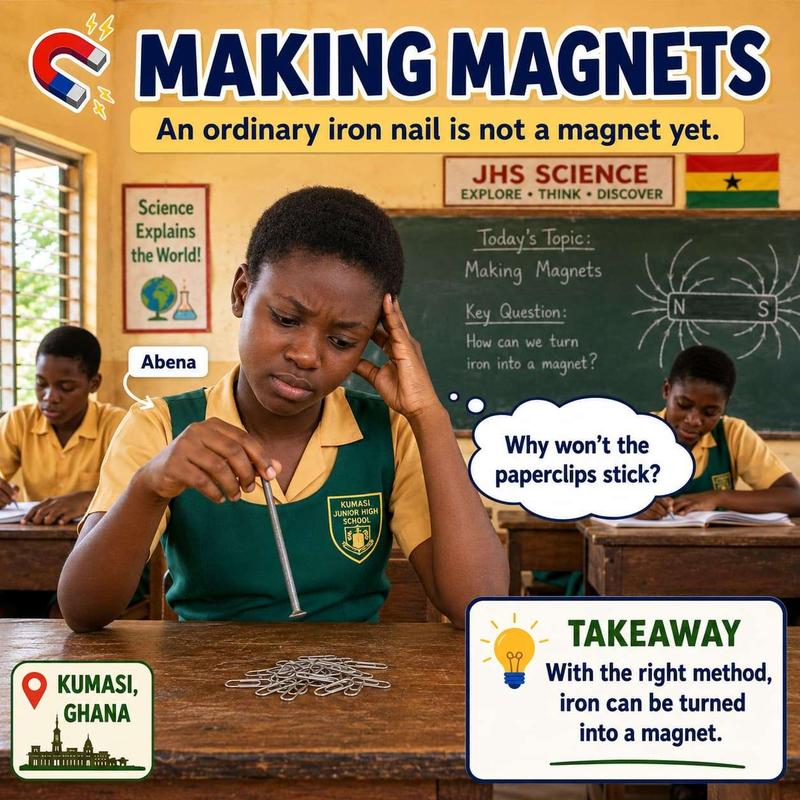 MAKING MAGNETS
An ordinary iron nail is not a magnet yet.
JHS SCIENCE
EXPLORE • THINK • DISCOVER
Science
Explains
the World!
Today's Topic:
Making Magnets
Key Question:
How can we turn
iron into a magnet?
N S
Abena
Why won't the
paperclips stick?
KUMASI
JUNIOR HIGH
SCHOOL
KUMASI,
GHANA
TAKEAWAY
With the right method,
iron can be turned
into a magnet.